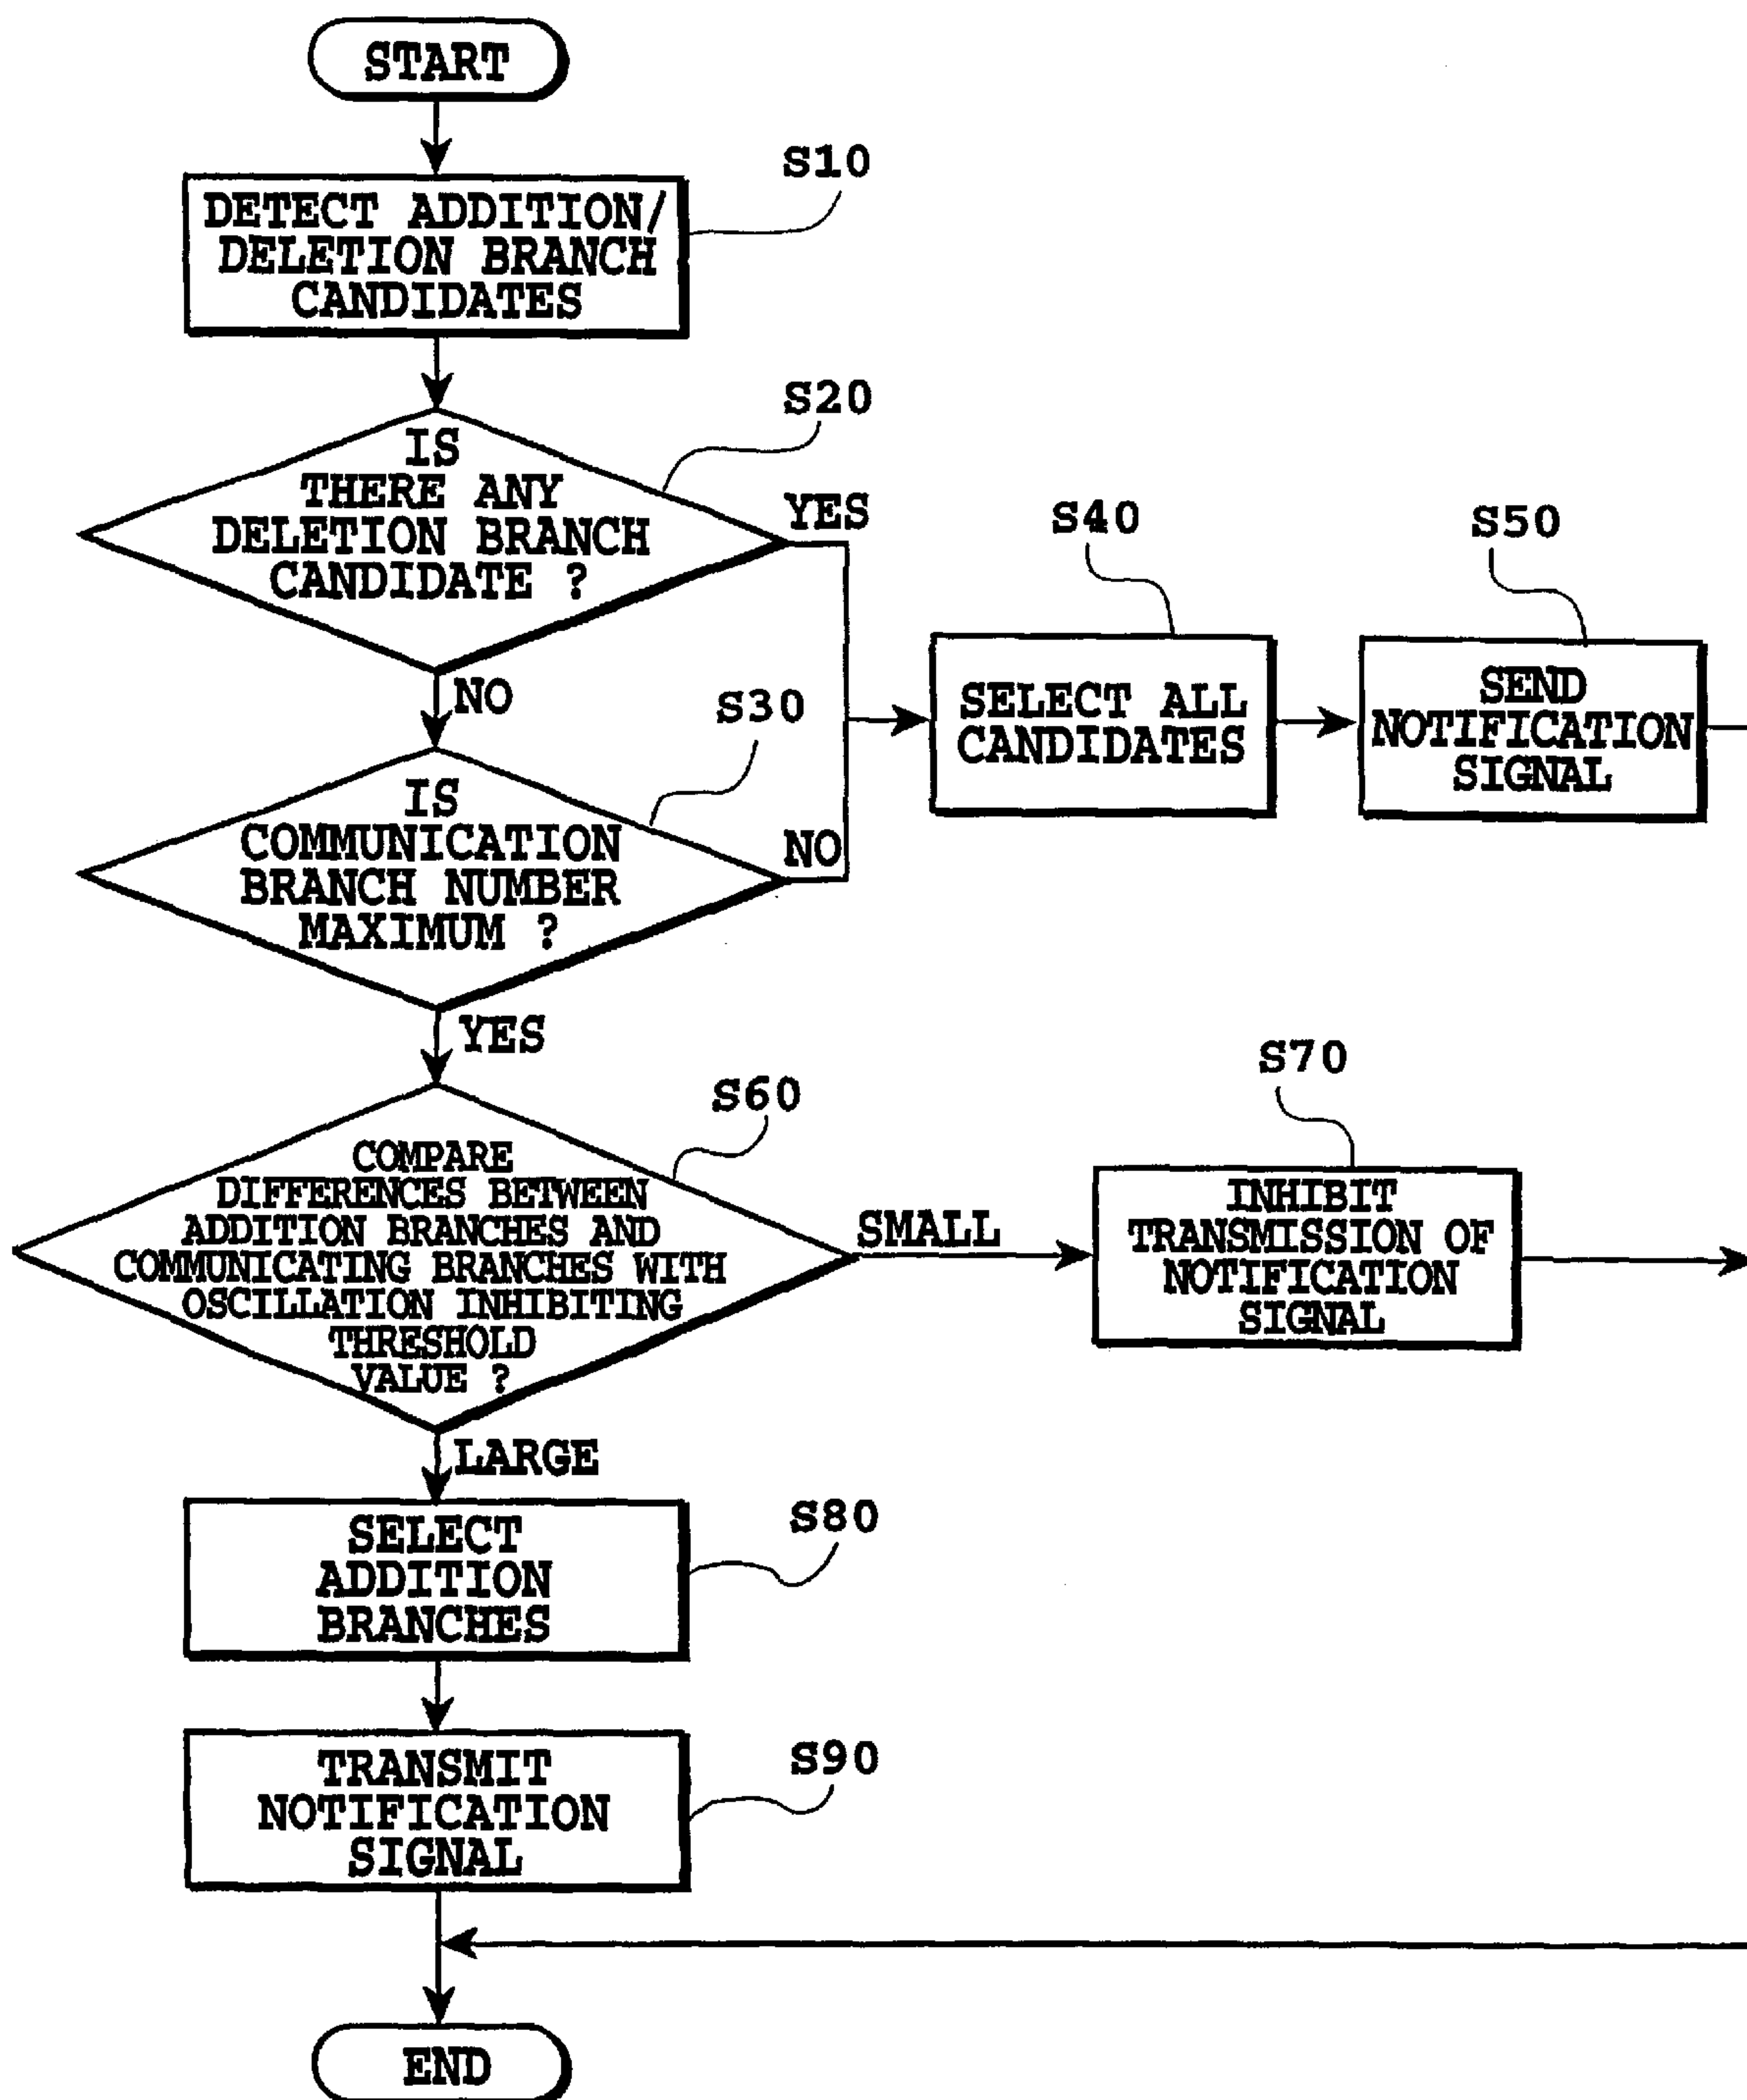 START
S10
DETECT ADDITION/
DELETION BRANCH
CANDIDATES
S20
IS
THERE ANY
DELETION BRANCH
CANDIDATE ?
YES
NO
S30
IS
COMMUNICATION
BRANCH NUMBER
MAXIMUM ?
NO
YES
S40
SELECT ALL
CANDIDATES
S50
SEND
NOTIFICATION
SIGNAL
S60
COMPARE
DIFFERENCES BETWEEN
ADDITION BRANCHES AND
COMMUNICATING BRANCHES WITH
OSCILLATION INHIBITING
THRESHOLD
VALUE ?
SMALL
LARGE
S70
INHIBIT
TRANSMISSION OF
NOTIFICATION
SIGNAL
S80
SELECT
ADDITION
BRANCHES
S90
TRANSMIT
NOTIFICATION
SIGNAL
END